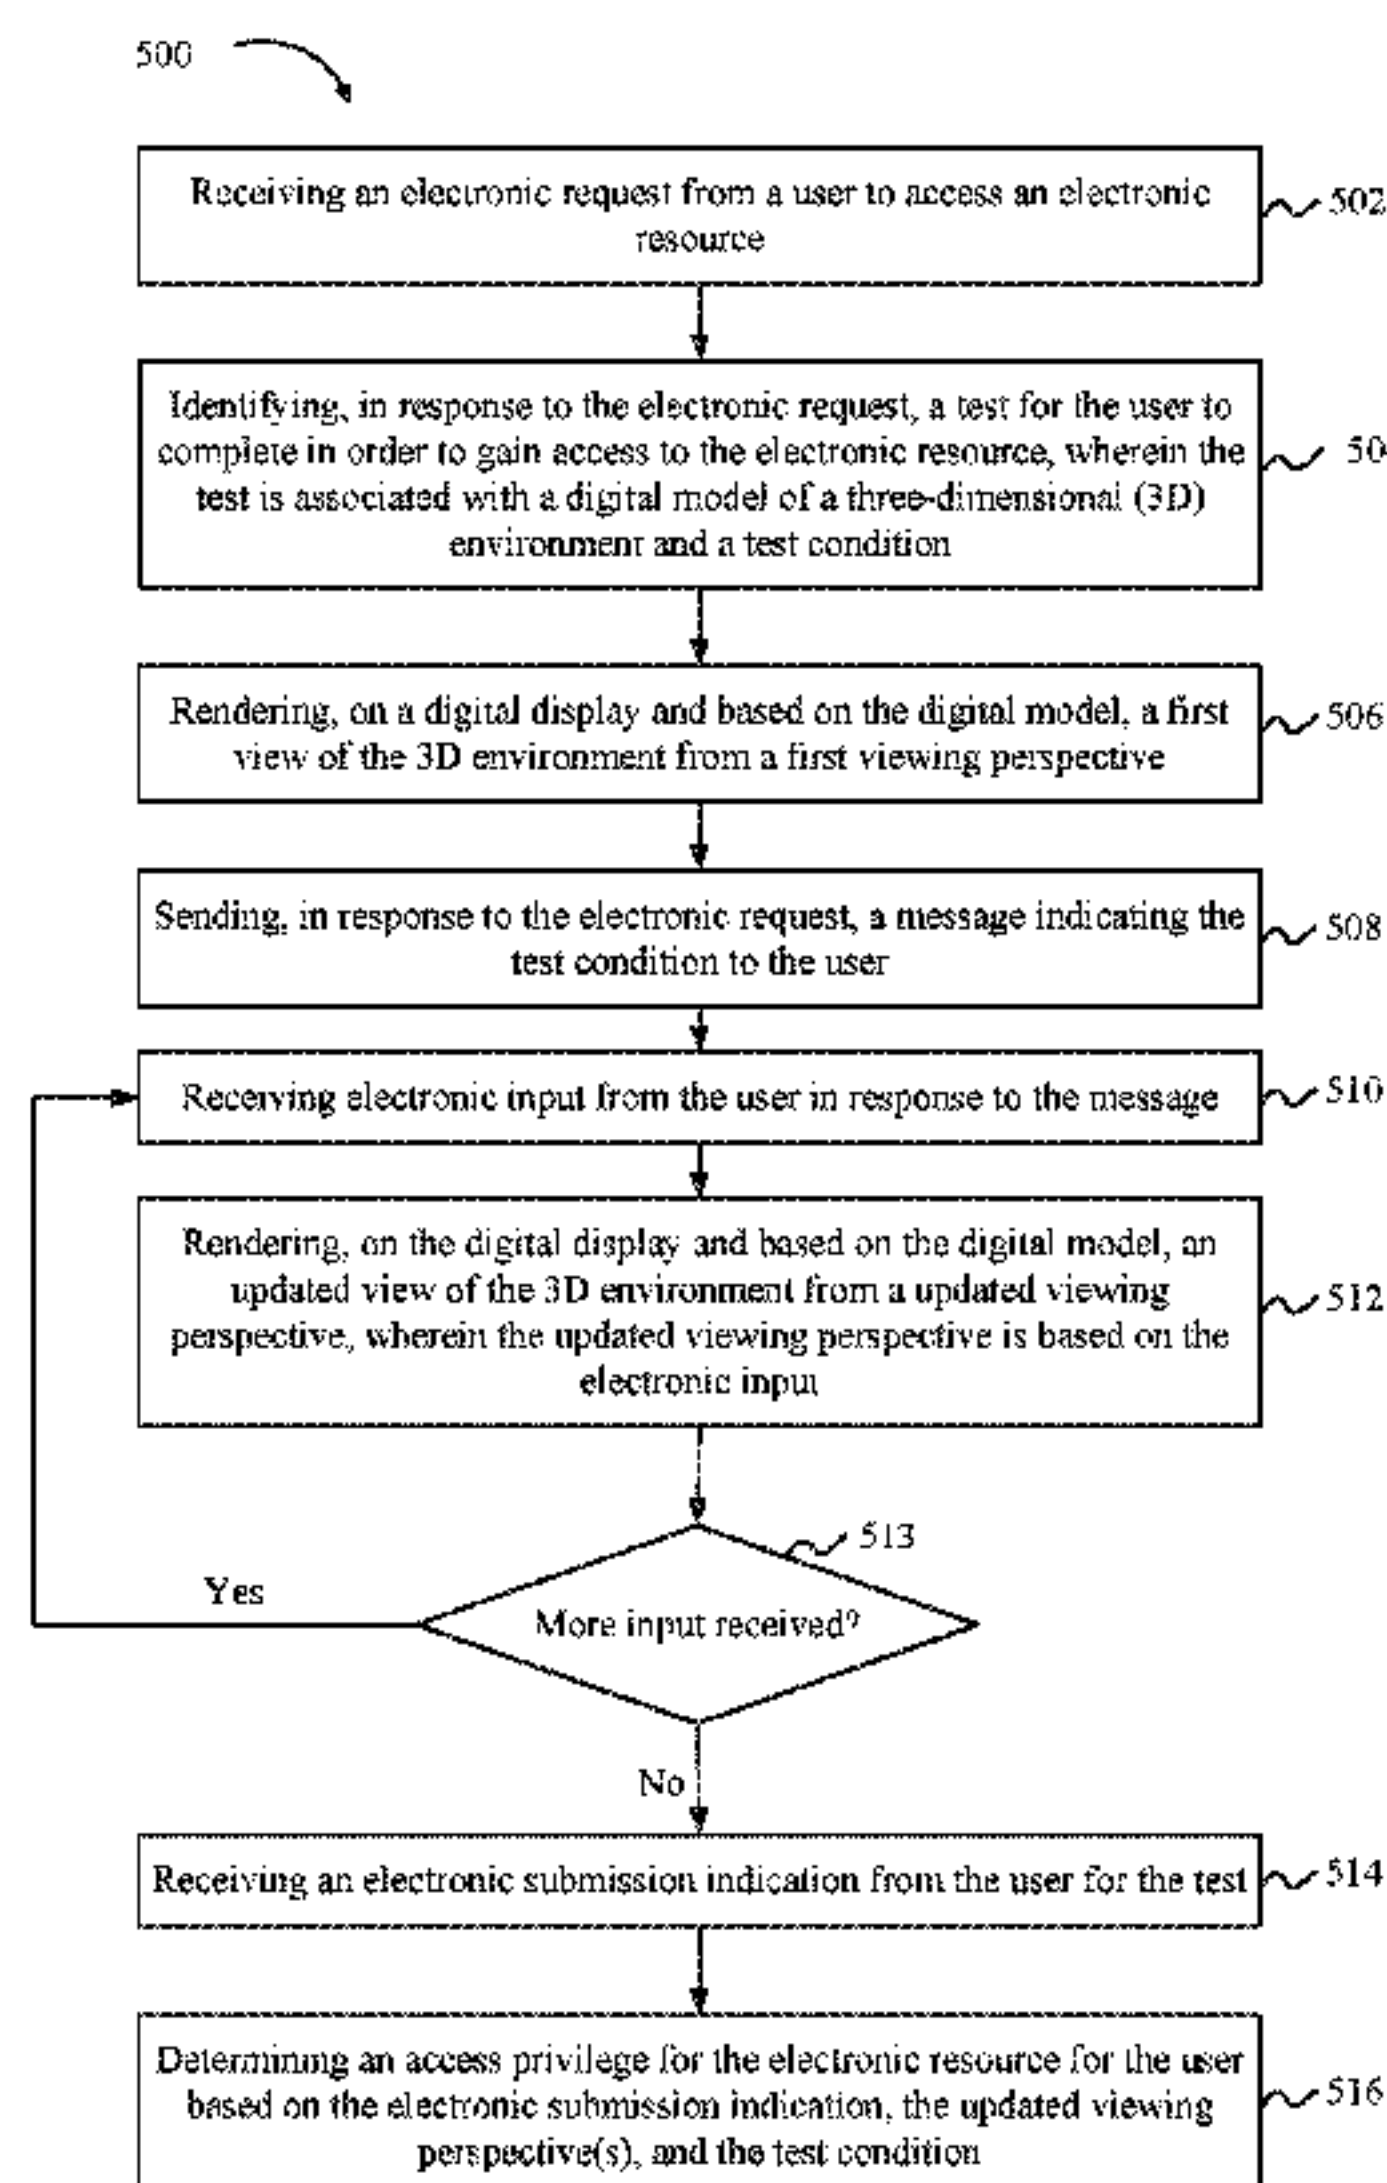 500
Receiving an electronic request from a user to access an electronic
resource
502
Identifying, in response to the electronic request, a test for the user to
complete in order to gain access to the electronic resource, wherein the
test is associated with a digital model of a three-dimensional (3D)
environment and a test condition
50
Rendering, on a digital display and based on the digital model, a first
view of the 3D environment from a first viewing perspective
506
Sending, in response to the electronic request, a message indicating the
test condition to the user
508
Receiving electronic input from the user in response to the message
510
Rendering, on the digital display and based on the digital model, an
updated view of the 3D environment from a updated viewing
perspective, wherein the updated viewing perspective is based on the
electronic input
512
513
Yes
More input received?
No
Receiving an electronic submission indication from the user for the test
514
Determining an access privilege for the electronic resource for the user
based on the electronic submission indication, the updated viewing
perspective(s), and the test condition
516